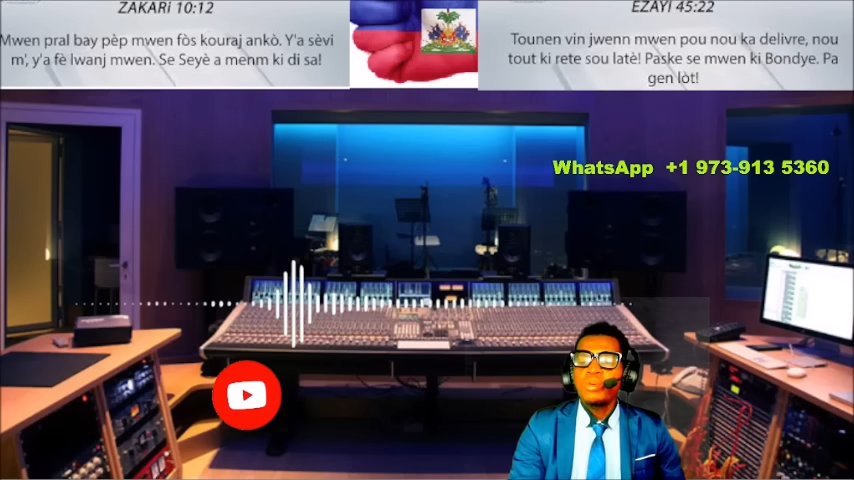 ZAKARi 10:12
Mwen pral bay pèp mwen fòs kouraj ankò. Y'a sèvi
m', y'a fè lwanj mwen. Se Seyè a menm ki di sa!
EZAYI 45:22
Tounen vin jwenn mwen pou nou ka delivre, nou
tout ki rete sou latè! Paske se mwen ki Bondye. Pa
gen lòt!
WhatsApp +1 973-913 5360